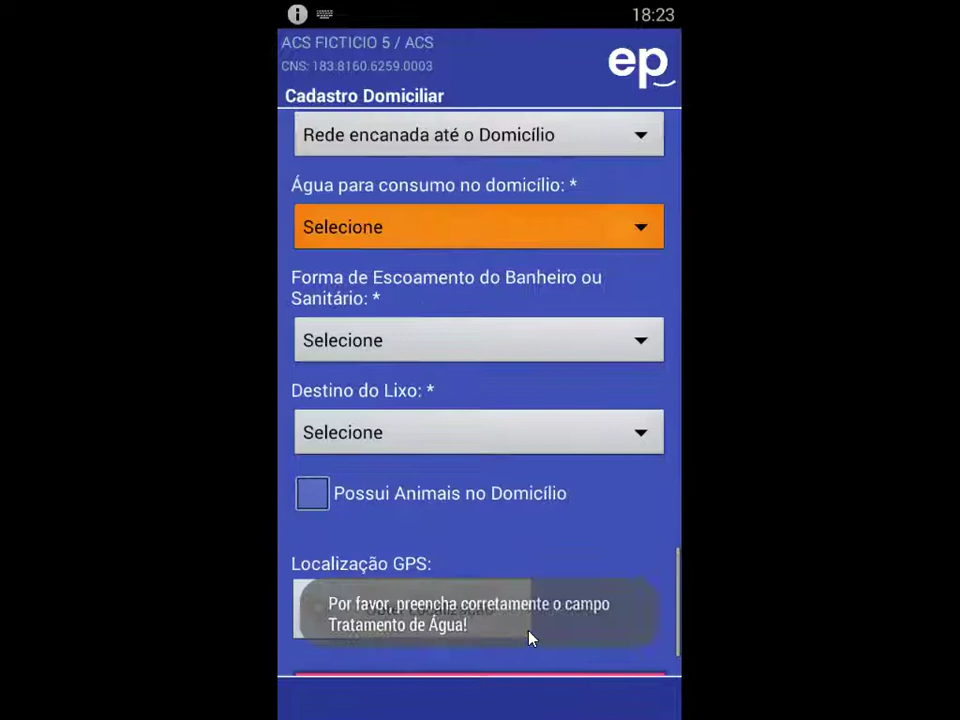 18:23
ACS FICTICIO 5 / ACS
CNS: 183.8160.6259.0003
ep
Cadastro Domiciliar
Rede encanada até o Domicílio
Água para consumo no domicílio: *
Selecione
Forma de Escoamento do Banheiro ou
Sanitário: *
Selecione
Destino do Lixo: *
Selecione
Possui Animais no Domicílio
Localização GPS:
Por favor, preencha corretamente o campo
Tratamento de Água!